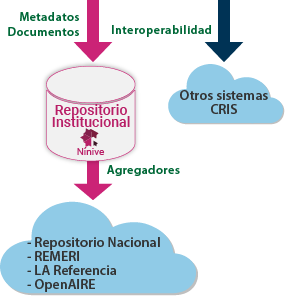 Metadatos
Documentos
Interoperabilidad
Repositorio
Institucional
Nínive
Otros sistemas
CRIS
Agregadores
- Repositorio Nacional
- REMERI
- LA Referencia
- OpenAIRE